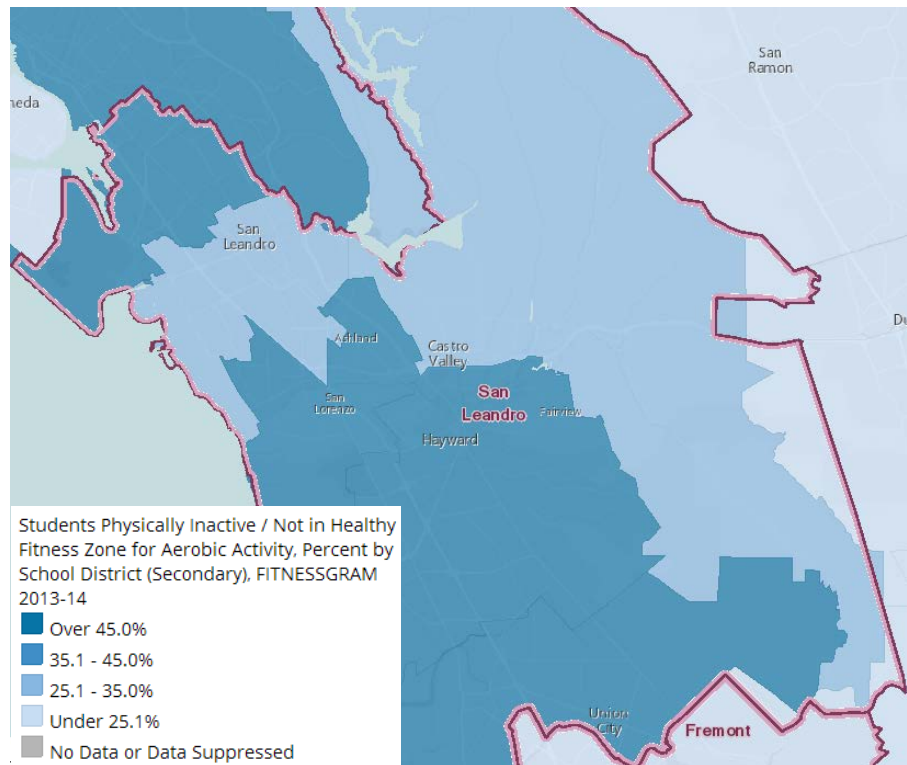 San
Ramon
neda
San
Leandro
Du
Ashland
Castro
Valley
San
Leandro
San
Lorenzo
Fairview
Hayward
Students Physically Inactive / Not in Healthy
Fitness Zone for Aerobic Activity, Percent by
School District (Secondary), FITNESSGRAM
2013-14
Over 45.0%
35.1 - 45.0%
25.1 - 35.0%
Under 25.1%
No Data or Data Suppressed
Union
City
Fremont